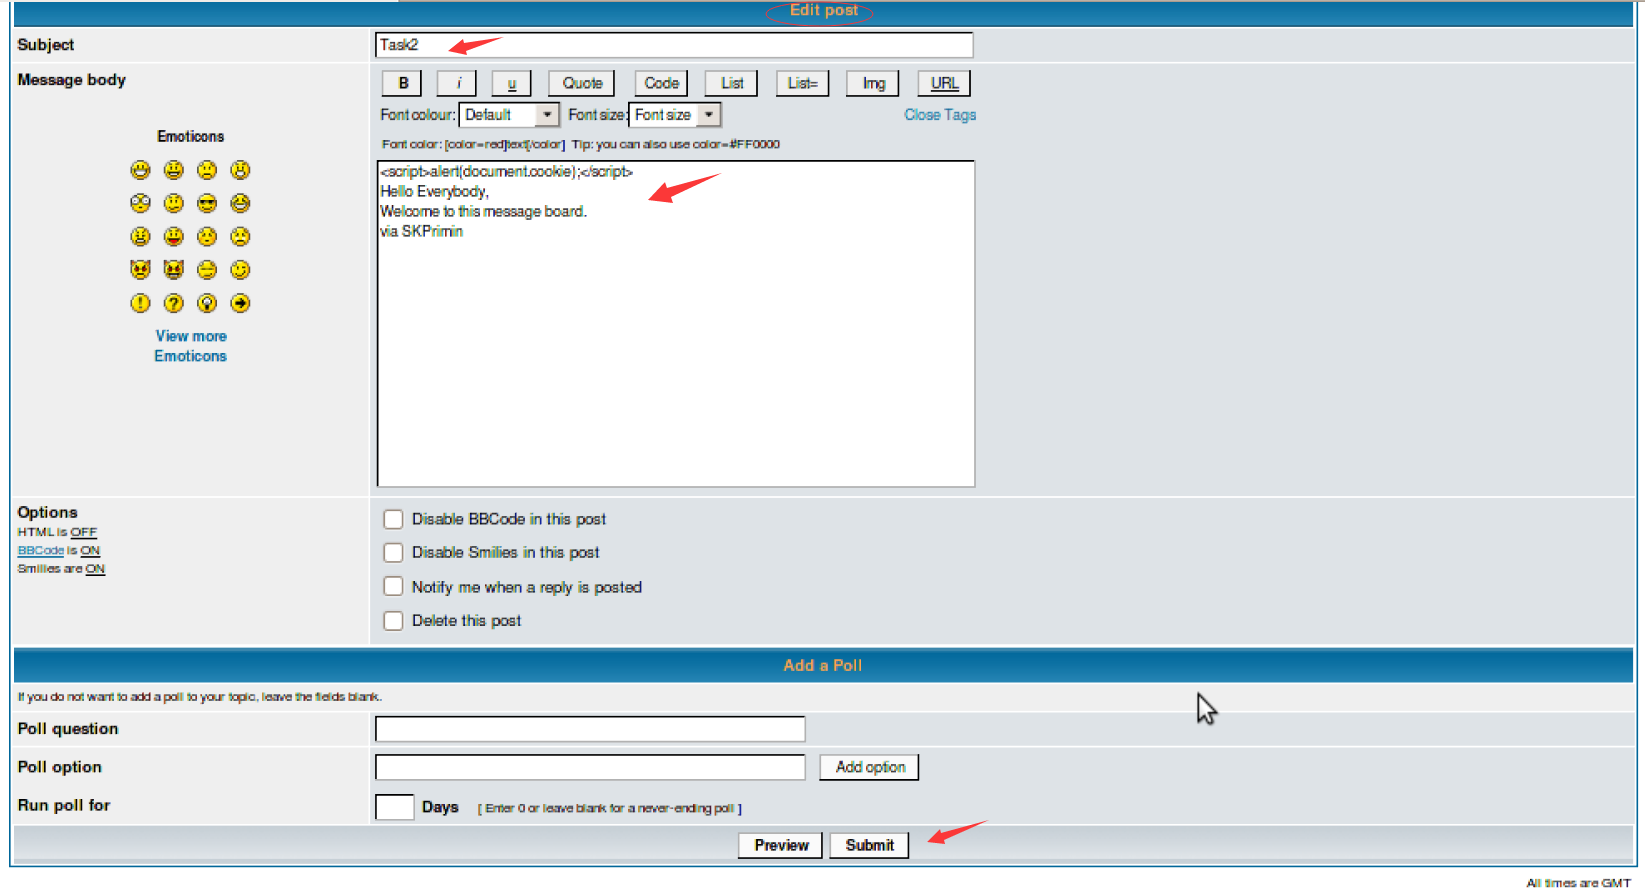 Edit post
Subject
Task2
Message body
B i u Quote Code List List= Img URL
Font colour: Default Font size: Font size Close Tags
Font color: [color=red]text[/color] Tip: you can also use color=#FF0000
Emoticons
<script>alert(document.cookie);</script>
Hello Everybody,
Welcome to this message board.
via SKPrimin
View more
Emoticons
Options
HTML is OFF
BBCode is ON
Smilies are ON
Disable BBCode in this post
Disable Smilies in this post
Notify me when a reply is posted
Delete this post
Add a Poll
If you do not want to add a poll to your topic, leave the fields blank.
Poll question
Poll option Add option
Run poll for Days [ Enter 0 or leave blank for a never-ending poll ]
Preview Submit
All times are GMT